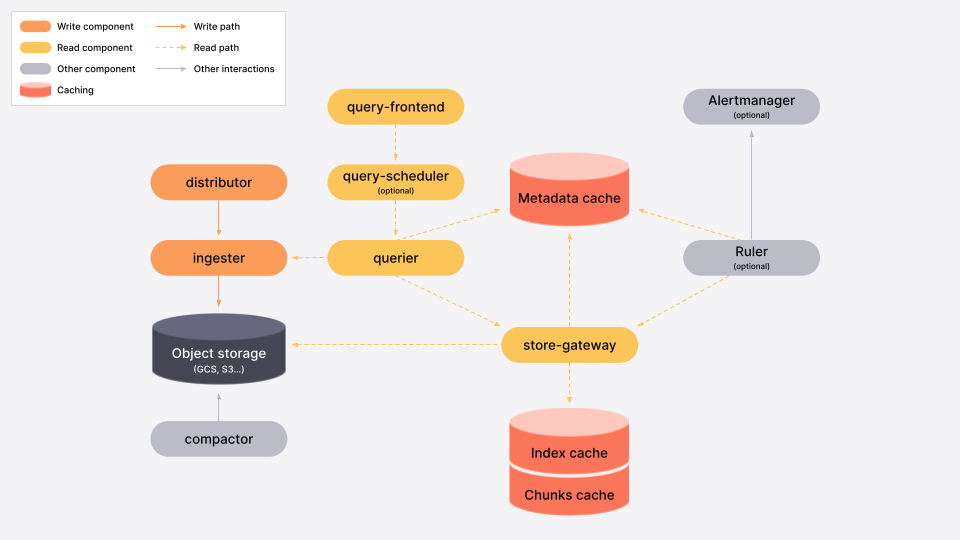 Write component
Write path
Read component
Read path
Other component
Other interactions
Caching
query-frontend
Alertmanager
(optional)
distributor
query-scheduler
(optional)
Metadata cache
ingester
querier
Ruler
(optional)
Object storage
(GCS, S3...)
store-gateway
compactor
Index cache
Chunks cache